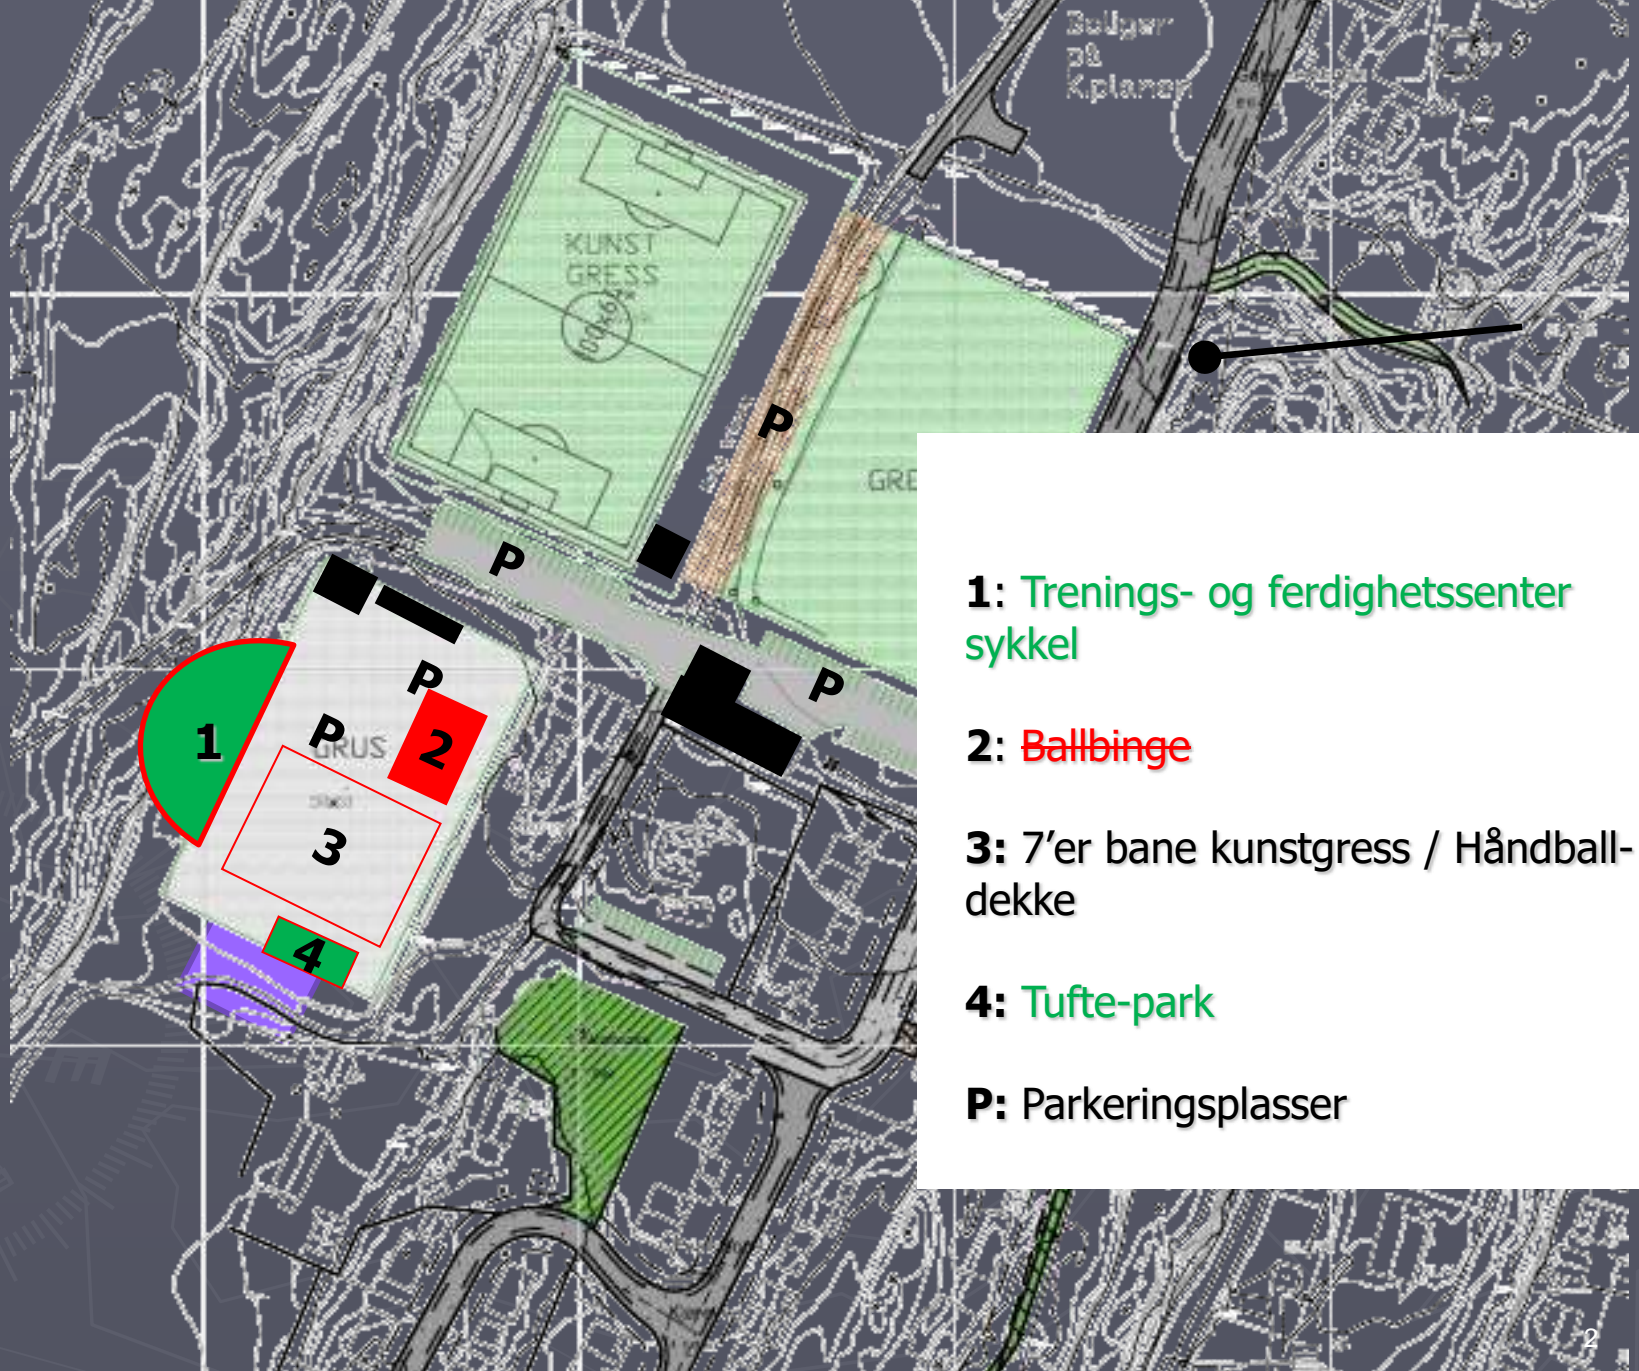 Boliger
på
K.planen
KUNST
GRESS
100x64
P
GRE
P
P
P
P
GRUS
1
2
3
4
1: Trenings- og ferdighetssenter
sykkel
2: Ballbinge
3: 7’er bane kunstgress / Håndball-
dekke
4: Tufte-park
P: Parkeringsplasser
2